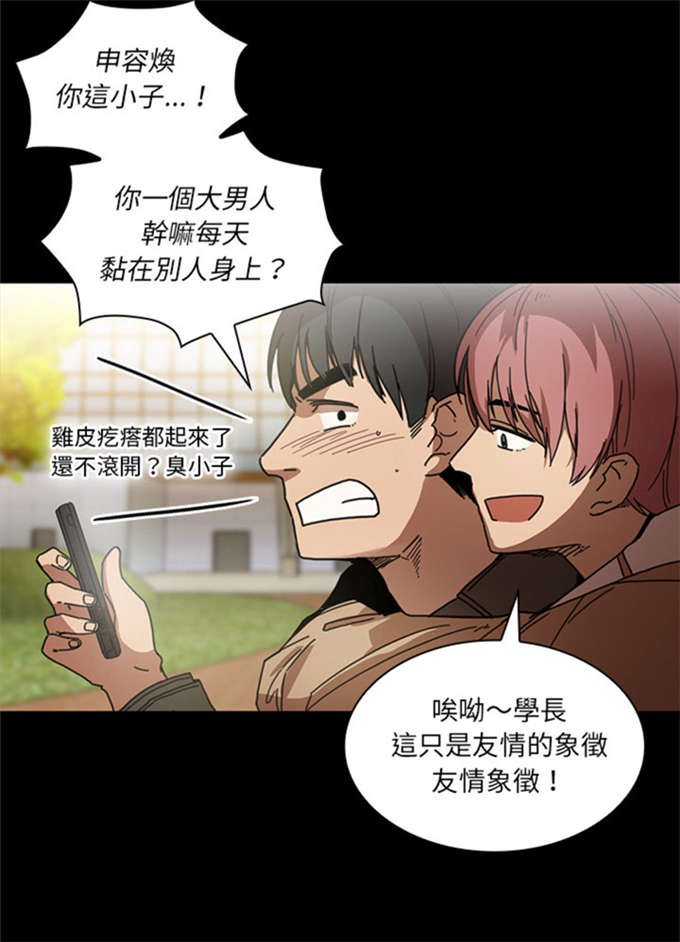 申容煥
你這小子...！
你一個大男人
幹嘛每天
黏在別人身上？
雞皮疙瘩都起來了
還不滾開？臭小子
唉呦～學長
這只是友情的象徵
友情象徵！